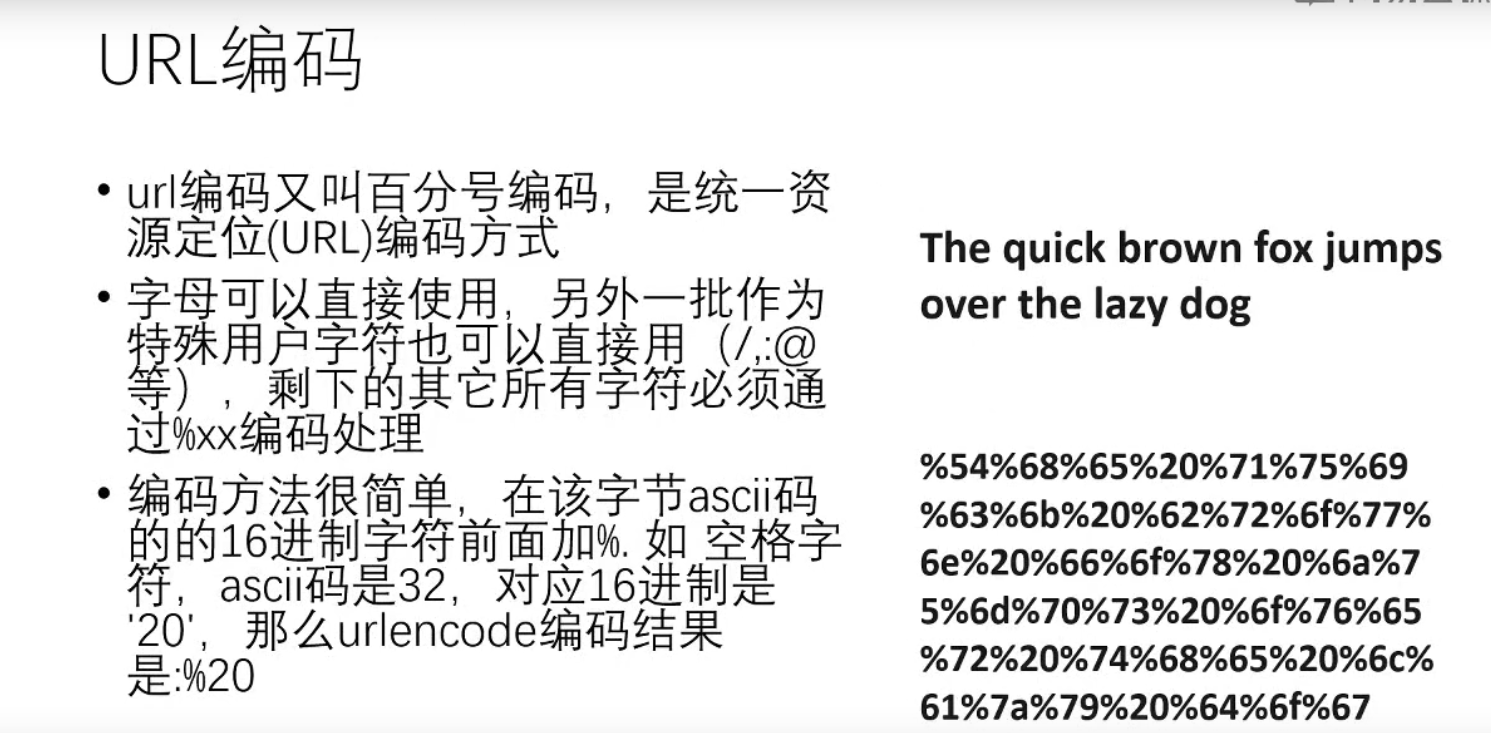 URL编码
• url编码又叫百分号编码，是统一资
源定位(URL)编码方式
• 字母可以直接使用，另外一批作为
特殊用户字符也可以直接用（/,:@
等），剩下的其它所有字符必须通
过%xx编码处理
• 编码方法很简单，在该字节ascii码
的的16进制字符前面加%. 如 空格字
符，ascii码是32，对应16进制是
'20'，那么urlencode编码结果
是:%20
The quick brown fox jumps
over the lazy dog
%54%68%65%20%71%75%69
%63%6b%20%62%72%6f%77%
6e%20%66%6f%78%20%6a%7
5%6d%70%73%20%6f%76%65
%72%20%74%68%65%20%6c%
61%7a%79%20%64%6f%67